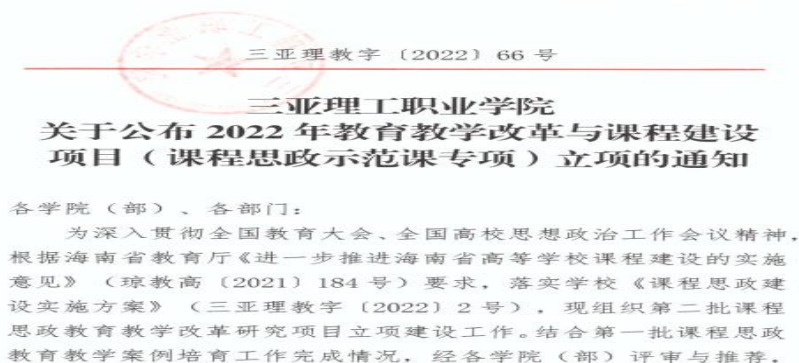 三亚理教字〔2022〕66 号
三亚理工职业学院
关于公布 2022 年教育教学改革与课程建设
项目（课程思政示范课专项）立项的通知
各学院（部）、各部门：
为深入贯彻全国教育大会、全国高校思想政治工作会议精神，
根据海南省教育厅《进一步推进海南省高等学校课程建设的实施
意见》（琼教高〔2021〕184 号）要求，落实学校《课程思政建
设实施方案》（三亚理教字〔2022〕2 号），现组织第二批课程
思政教育教学改革研究项目立项建设工作。结合第一批课程思政
教育教学案例培育工作完成情况，经各学院（部）评审与推荐，